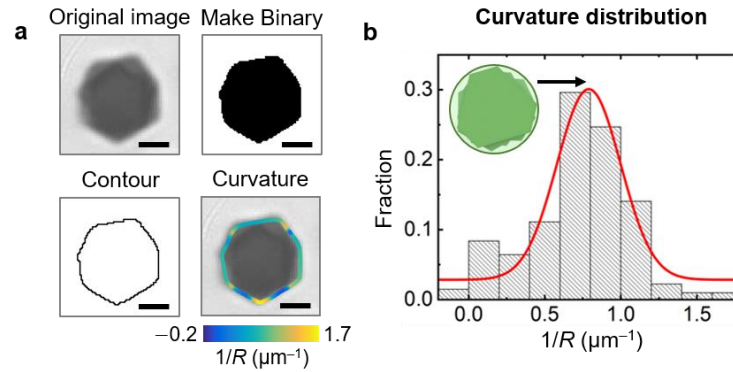 a
Original image
Make Binary
Contour
Curvature
−0.2
1.7
1/R (μm⁻¹)
b
Curvature distribution
Fraction
0.3
0.2
0.1
0.0
0.0
0.5
1.0
1.5
1/R (μm⁻¹)